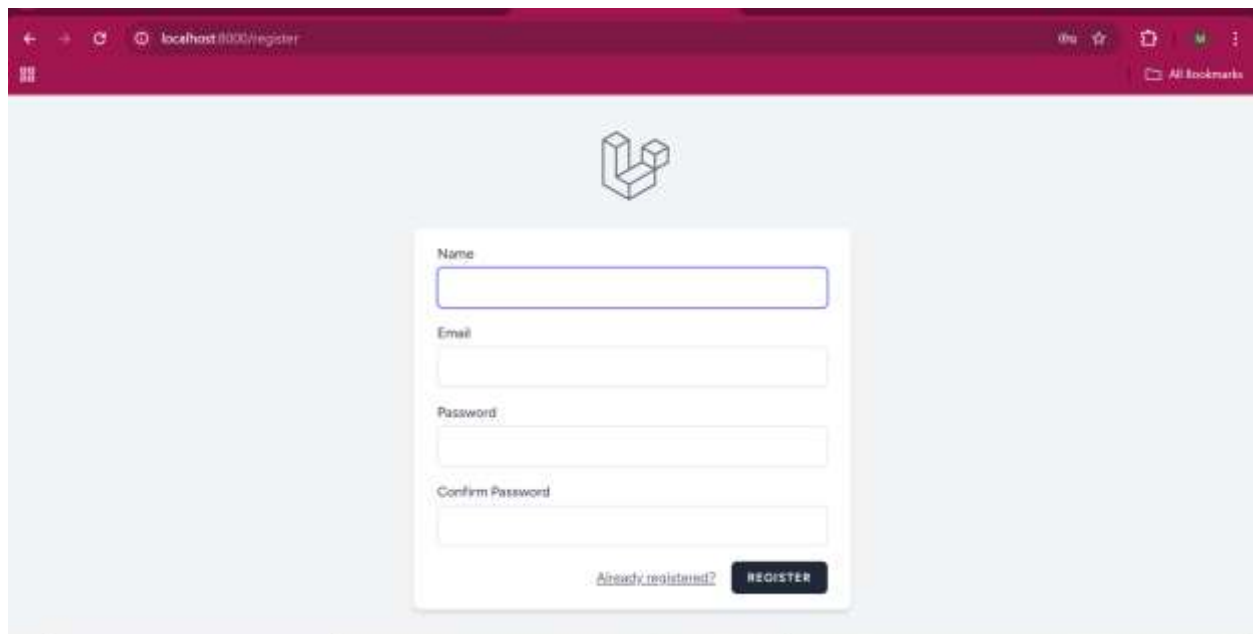 localhost:8000/register
All Bookmarks
Name
Email
Password
Confirm Password
Already registered? REGISTER